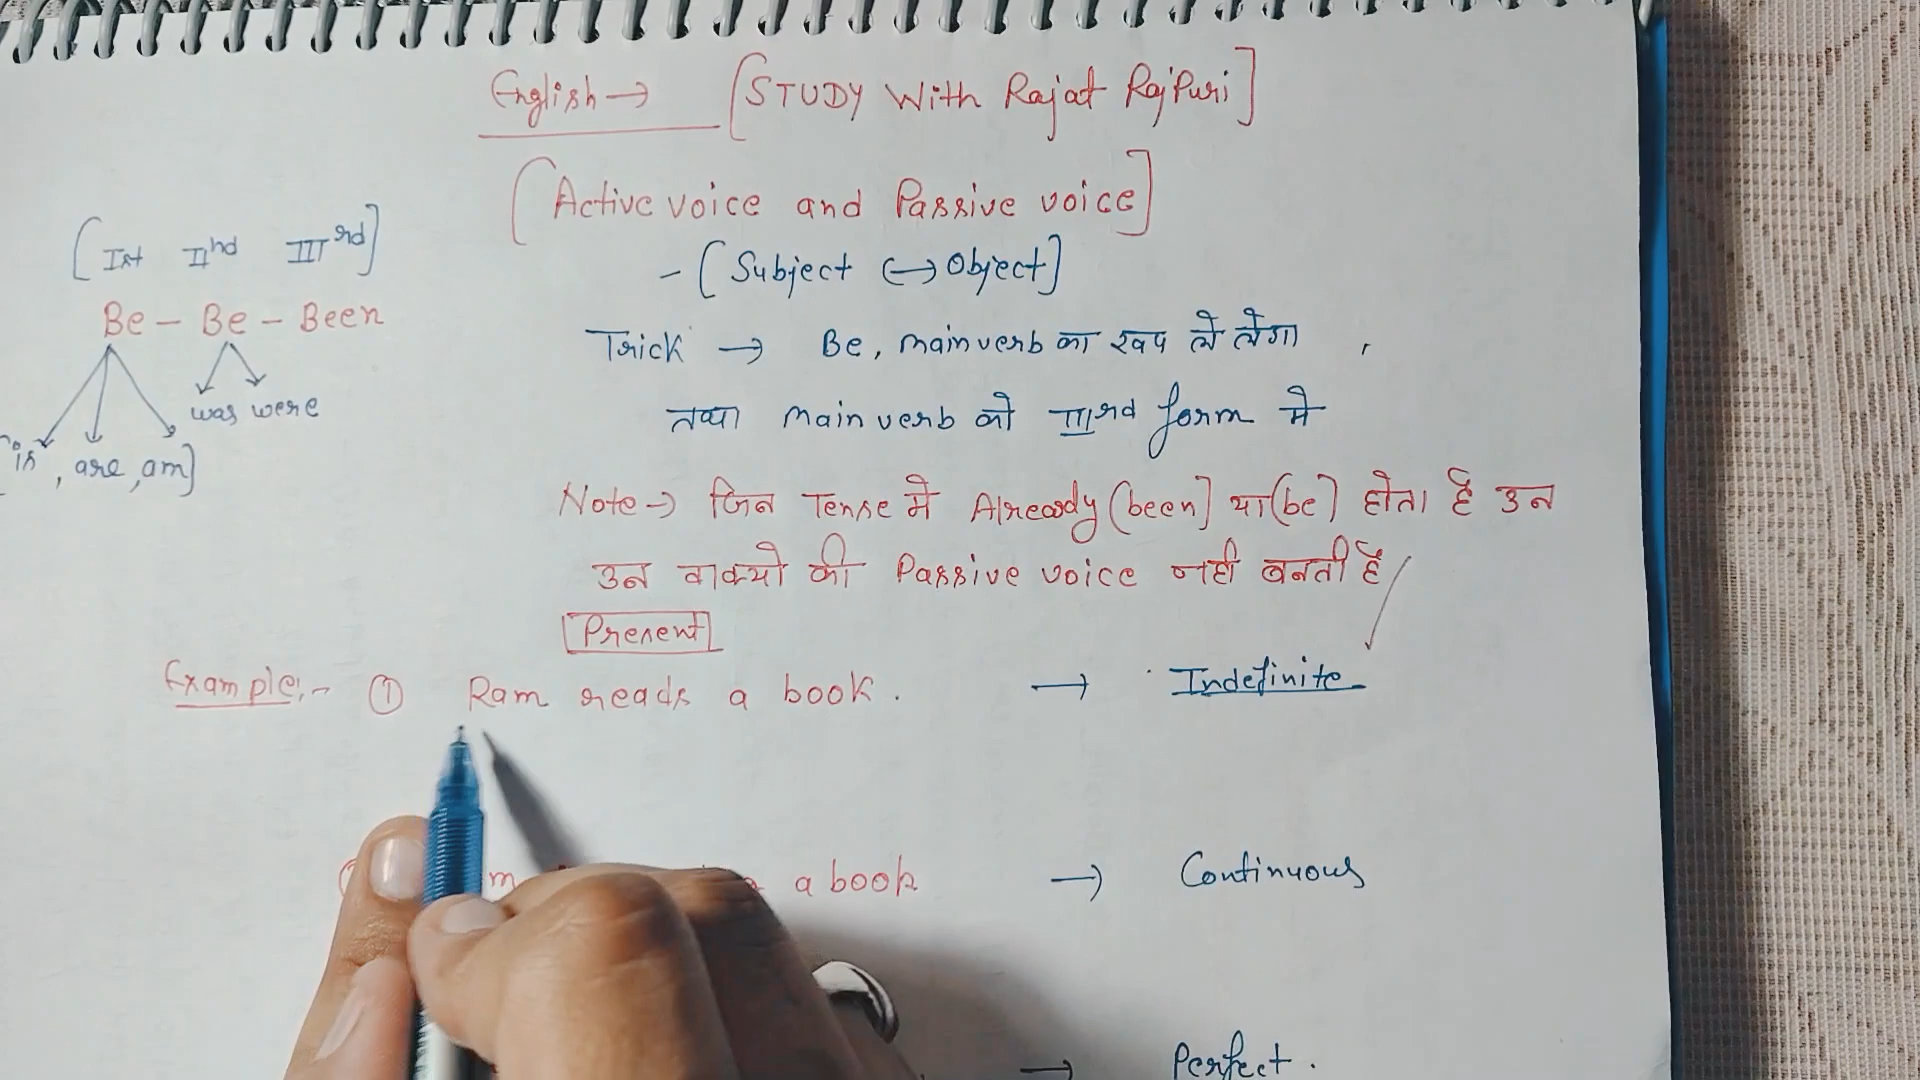 English → [STUDY With Rajat Rajpuri]
[Active voice and Passive voice]
- [Subject ↔ Object]
[Ist IInd IIIrd]
Be - Be - Been
was were
is, are, am]
Trick → Be, main verb का रूप ले लेगा
तथा main verb को IIIrd form मे
Note → जिन Tense मे Already (been] या (be] होता है उन
उन वाक्यो की Passive voice नही बनती है
Present
Example:- ① Ram reads a book. → Indefinite
a book → Continuous
→ Perfect.